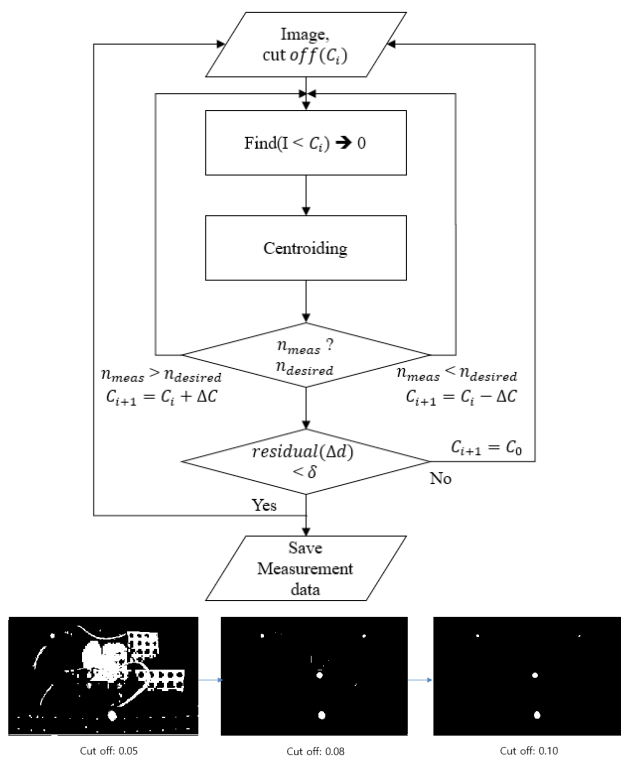 Image,
cut off(C_i)
Find(I < C_i) 🡺 0
Centroiding
n_meas ?
n_desired
n_meas > n_desired
C_{i+1} = C_i + ΔC
n_meas < n_desired
C_{i+1} = C_i − ΔC
residual(Δd)
< δ
C_{i+1} = C_0
No
Yes
Save
Measurement
data
Cut off: 0.05
Cut off: 0.08
Cut off: 0.10